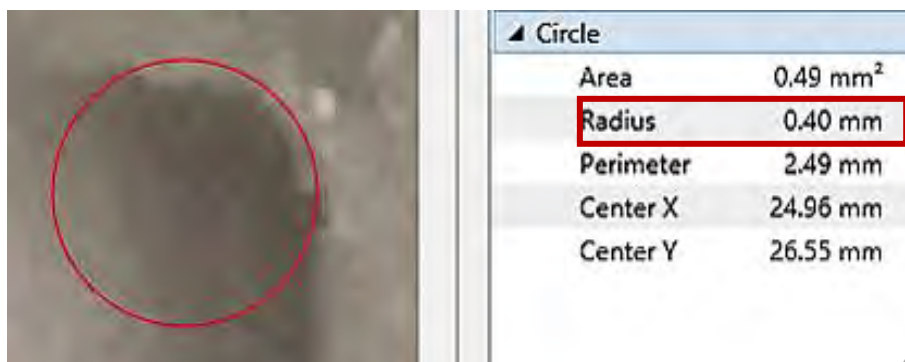 Circle
Area 0.49 mm²
Radius 0.40 mm
Perimeter 2.49 mm
Center X 24.96 mm
Center Y 26.55 mm